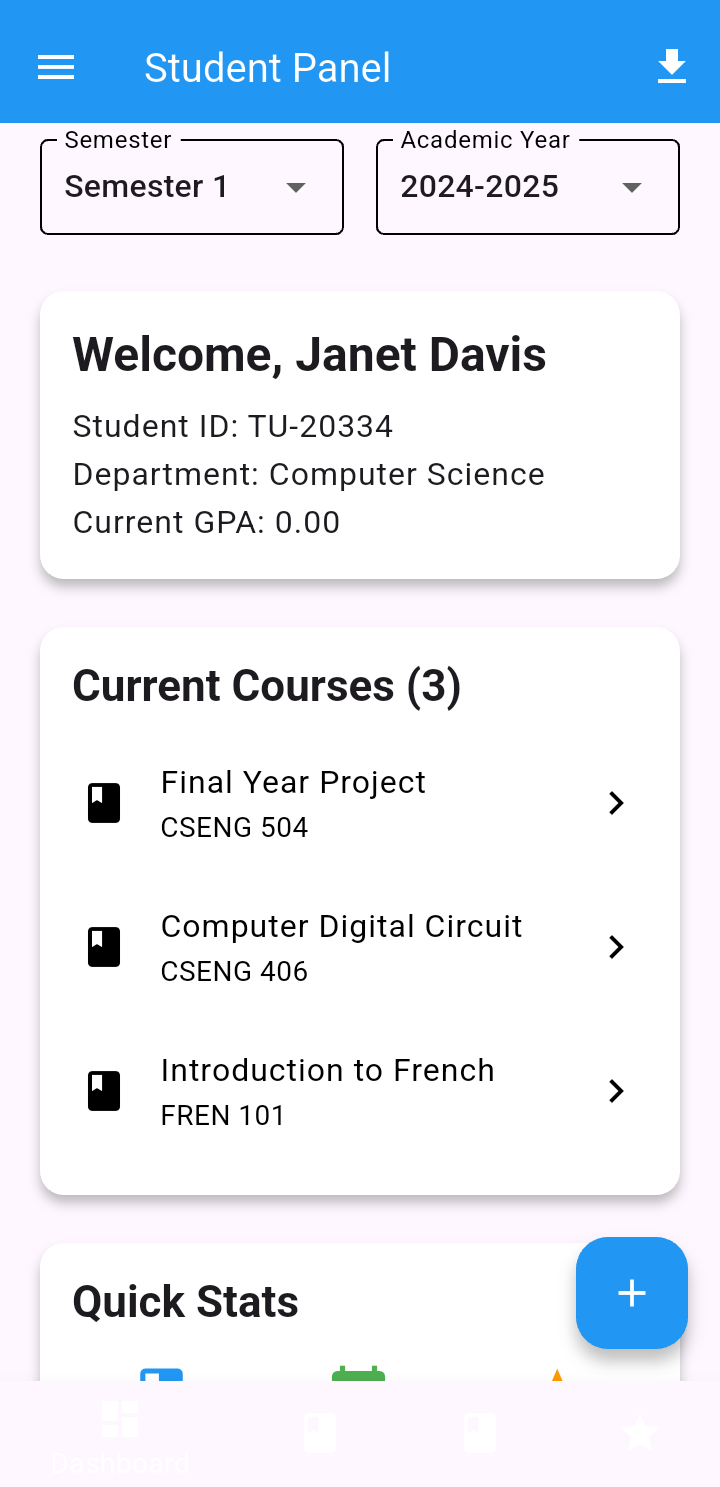 Student Panel
Semester
Academic Year
Semester 1
2024-2025
Welcome, Janet Davis
Student ID: TU-20334
Department: Computer Science
Current GPA: 0.00
Current Courses (3)
Final Year Project
CSENG 504
Computer Digital Circuit
CSENG 406
Introduction to French
FREN 101
Quick Stats
Dashboard